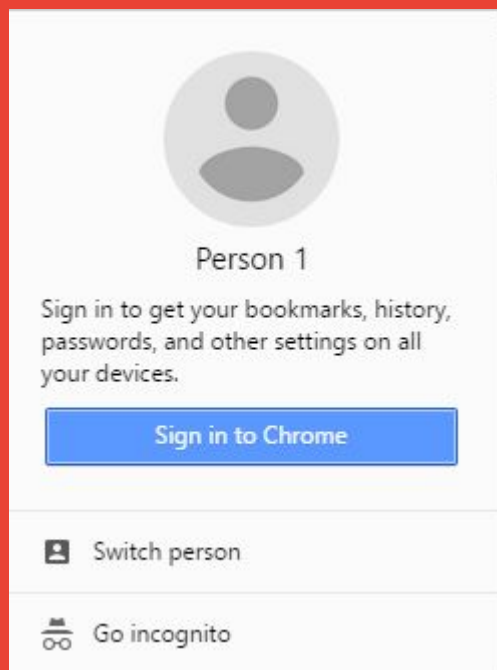 Person 1
Sign in to get your bookmarks, history,
passwords, and other settings on all
your devices.
Sign in to Chrome
Switch person
Go incognito